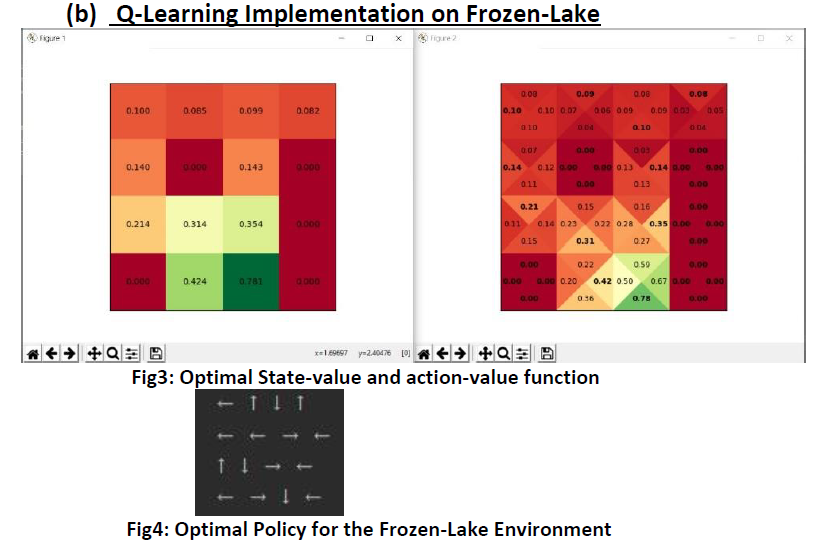 (b) Q-Learning Implementation on Frozen-Lake
Figure 1
Figure 2
0.100 0.085 0.099 0.082
0.140 0.000 0.143 0.000
0.214 0.314 0.354 0.000
0.000 0.424 0.781 0.000
0.08 0.09 0.08 0.08
0.10 0.10 0.07 0.06 0.09 0.09 0.03 0.05
0.10 0.04 0.10 0.04
0.07 0.00 0.03 0.00
0.14 0.12 0.00 0.00 0.13 0.14 0.00 0.00
0.11 0.00 0.13 0.00
0.21 0.15 0.16 0.00
0.11 0.14 0.23 0.22 0.28 0.35 0.00 0.00
0.15 0.31 0.27 0.00
0.00 0.22 0.59 0.00
0.00 0.00 0.20 0.42 0.50 0.67 0.00 0.00
0.00 0.36 0.78 0.00
x=1.69697 y=2.40476 [0]
Fig3: Optimal State-value and action-value function
← ↑ ↓ ↑
← ← → ←
↑ ↓ → ←
← → ↓ ←
Fig4: Optimal Policy for the Frozen-Lake Environment